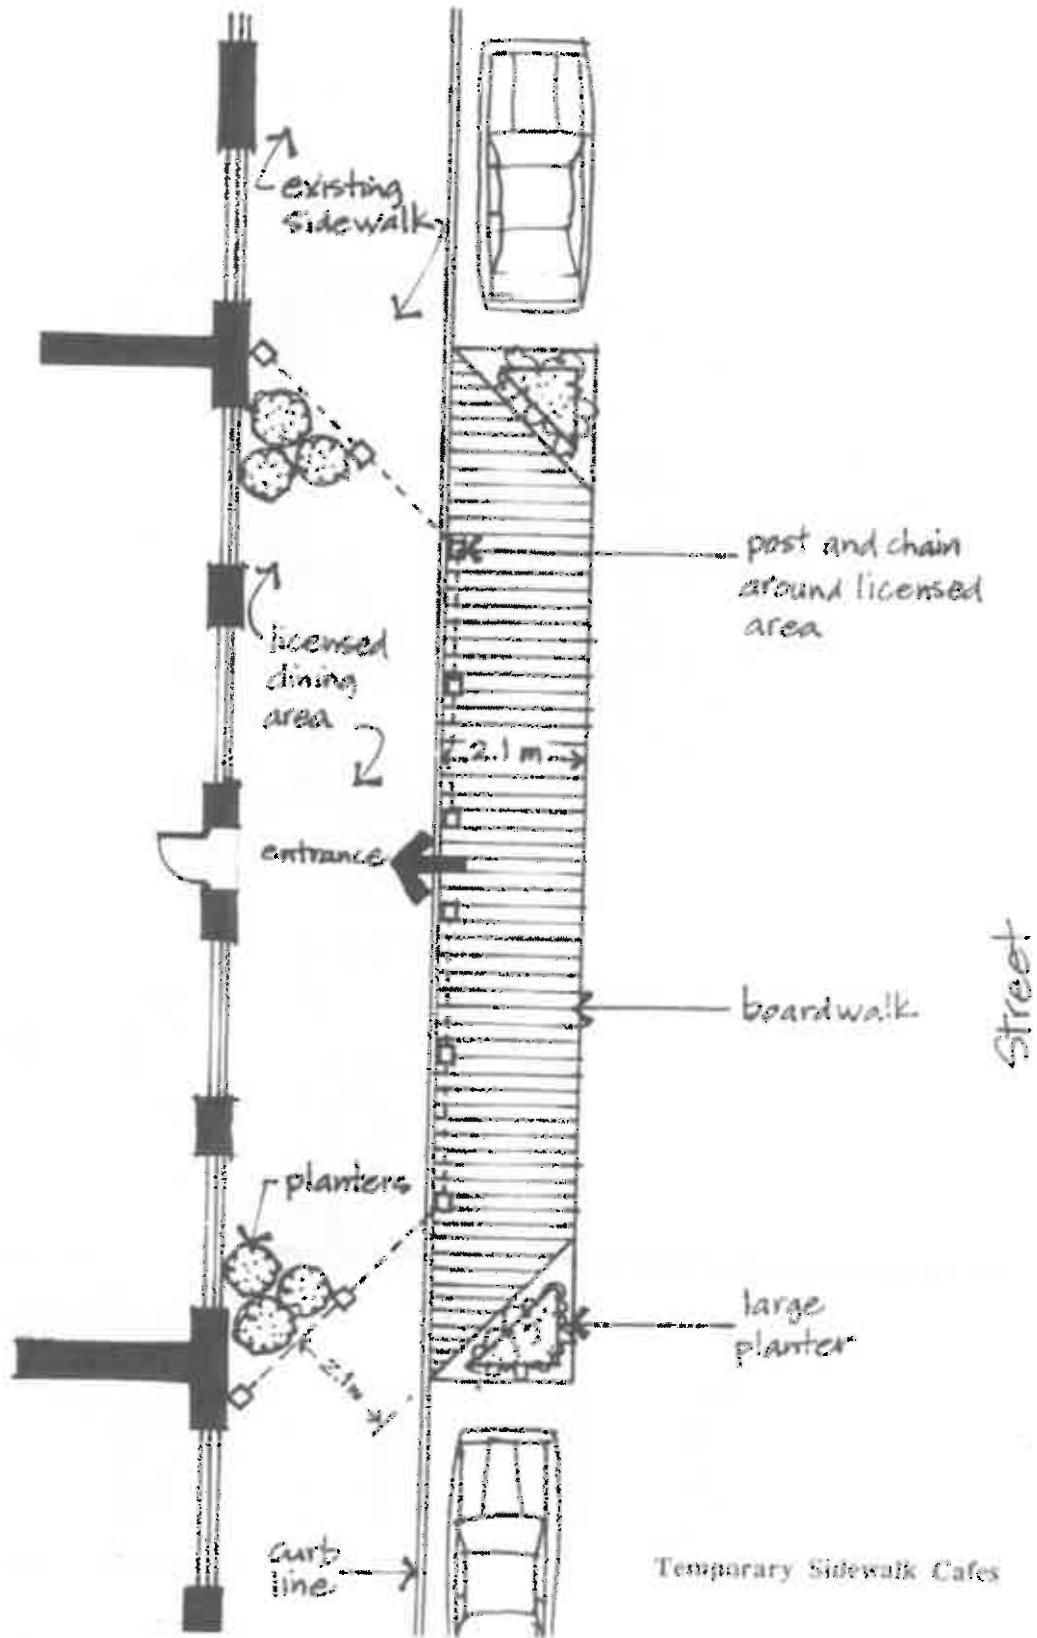 existing
sidewalk
post and chain
around licensed
area
licensed
dining
area
2.1 m
entrance
Street
boardwalk
planters
large
planter
2.1m
curb
line
Temporary Sidewalk Cafes